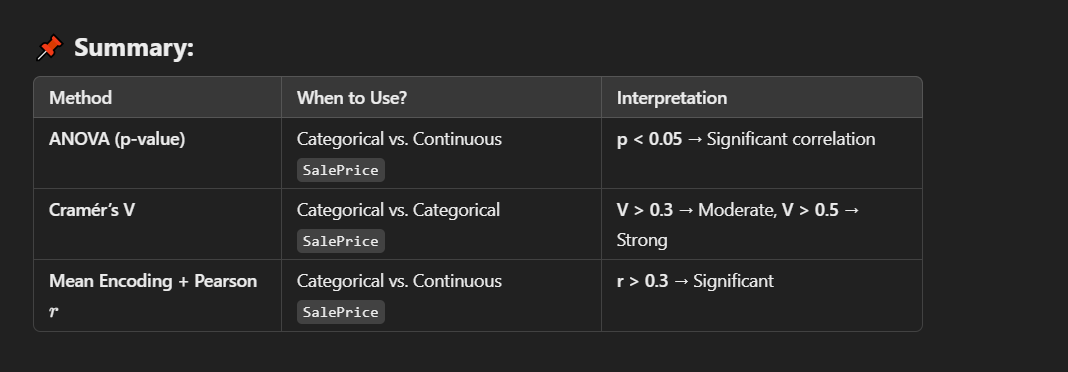 📌 Summary:
Method When to Use? Interpretation
ANOVA (p-value) Categorical vs. Continuous p < 0.05 → Significant correlation
SalePrice
Cramér’s V Categorical vs. Categorical V > 0.3 → Moderate, V > 0.5 →
SalePrice Strong
Mean Encoding + Pearson Categorical vs. Continuous r > 0.3 → Significant
r SalePrice